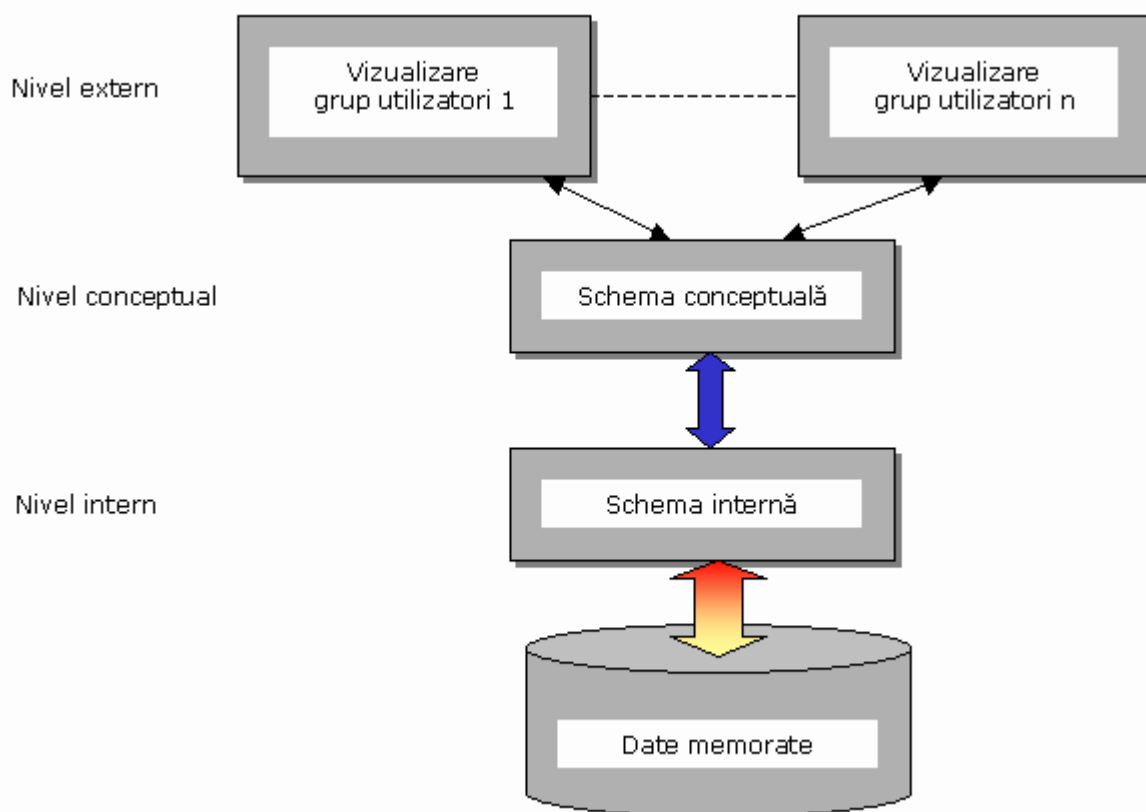 Nivel extern
Vizualizare
grup utilizatori 1
Vizualizare
grup utilizatori n
Nivel conceptual
Schema conceptuală
Nivel intern
Schema internă
Date memorate